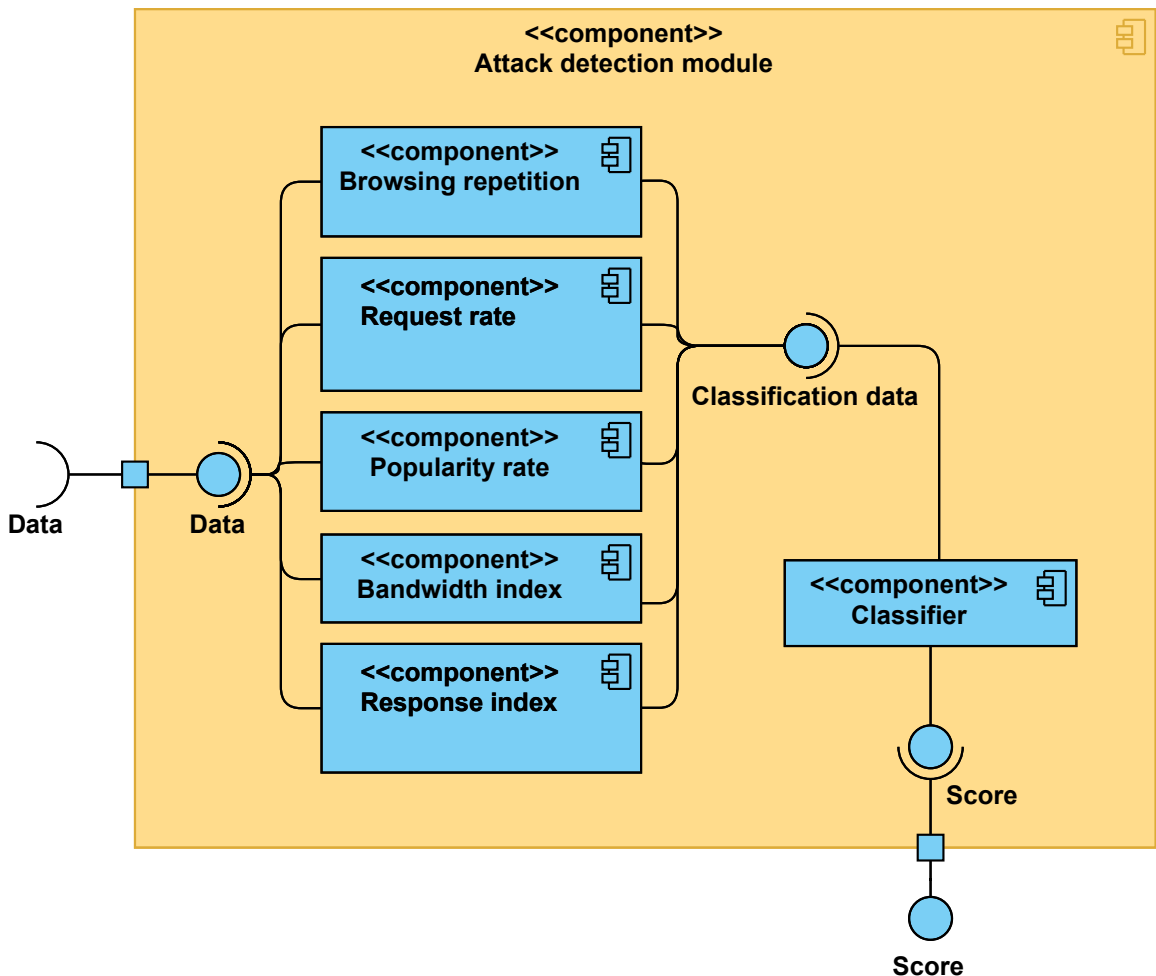 <<component>>
Attack detection module
<<component>>
Browsing repetition
<<component>>
Request rate
<<component>>
Popularity rate
<<component>>
Bandwidth index
<<component>>
Response index
Data
Data
Classification data
<<component>>
Classifier
Score
Score